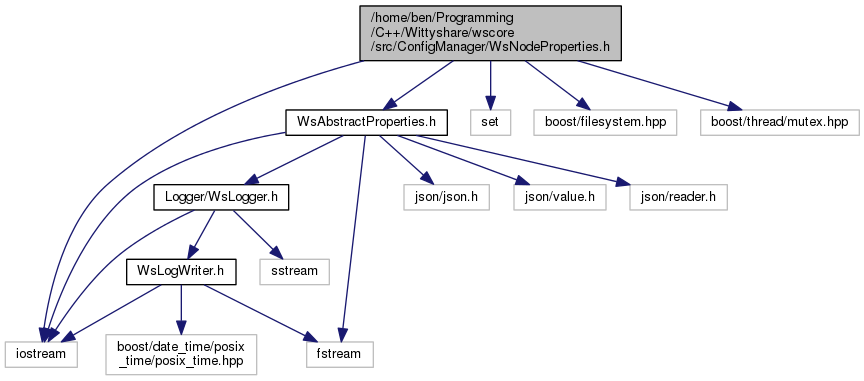 /home/ben/Programming
/C++/Wittyshare/wscore
/src/ConfigManager/WsNodeProperties.h
WsAbstractProperties.h
set
boost/filesystem.hpp
boost/thread/mutex.hpp
Logger/WsLogger.h
json/json.h
json/value.h
json/reader.h
WsLogWriter.h
sstream
iostream
boost/date_time/posix
_time/posix_time.hpp
fstream